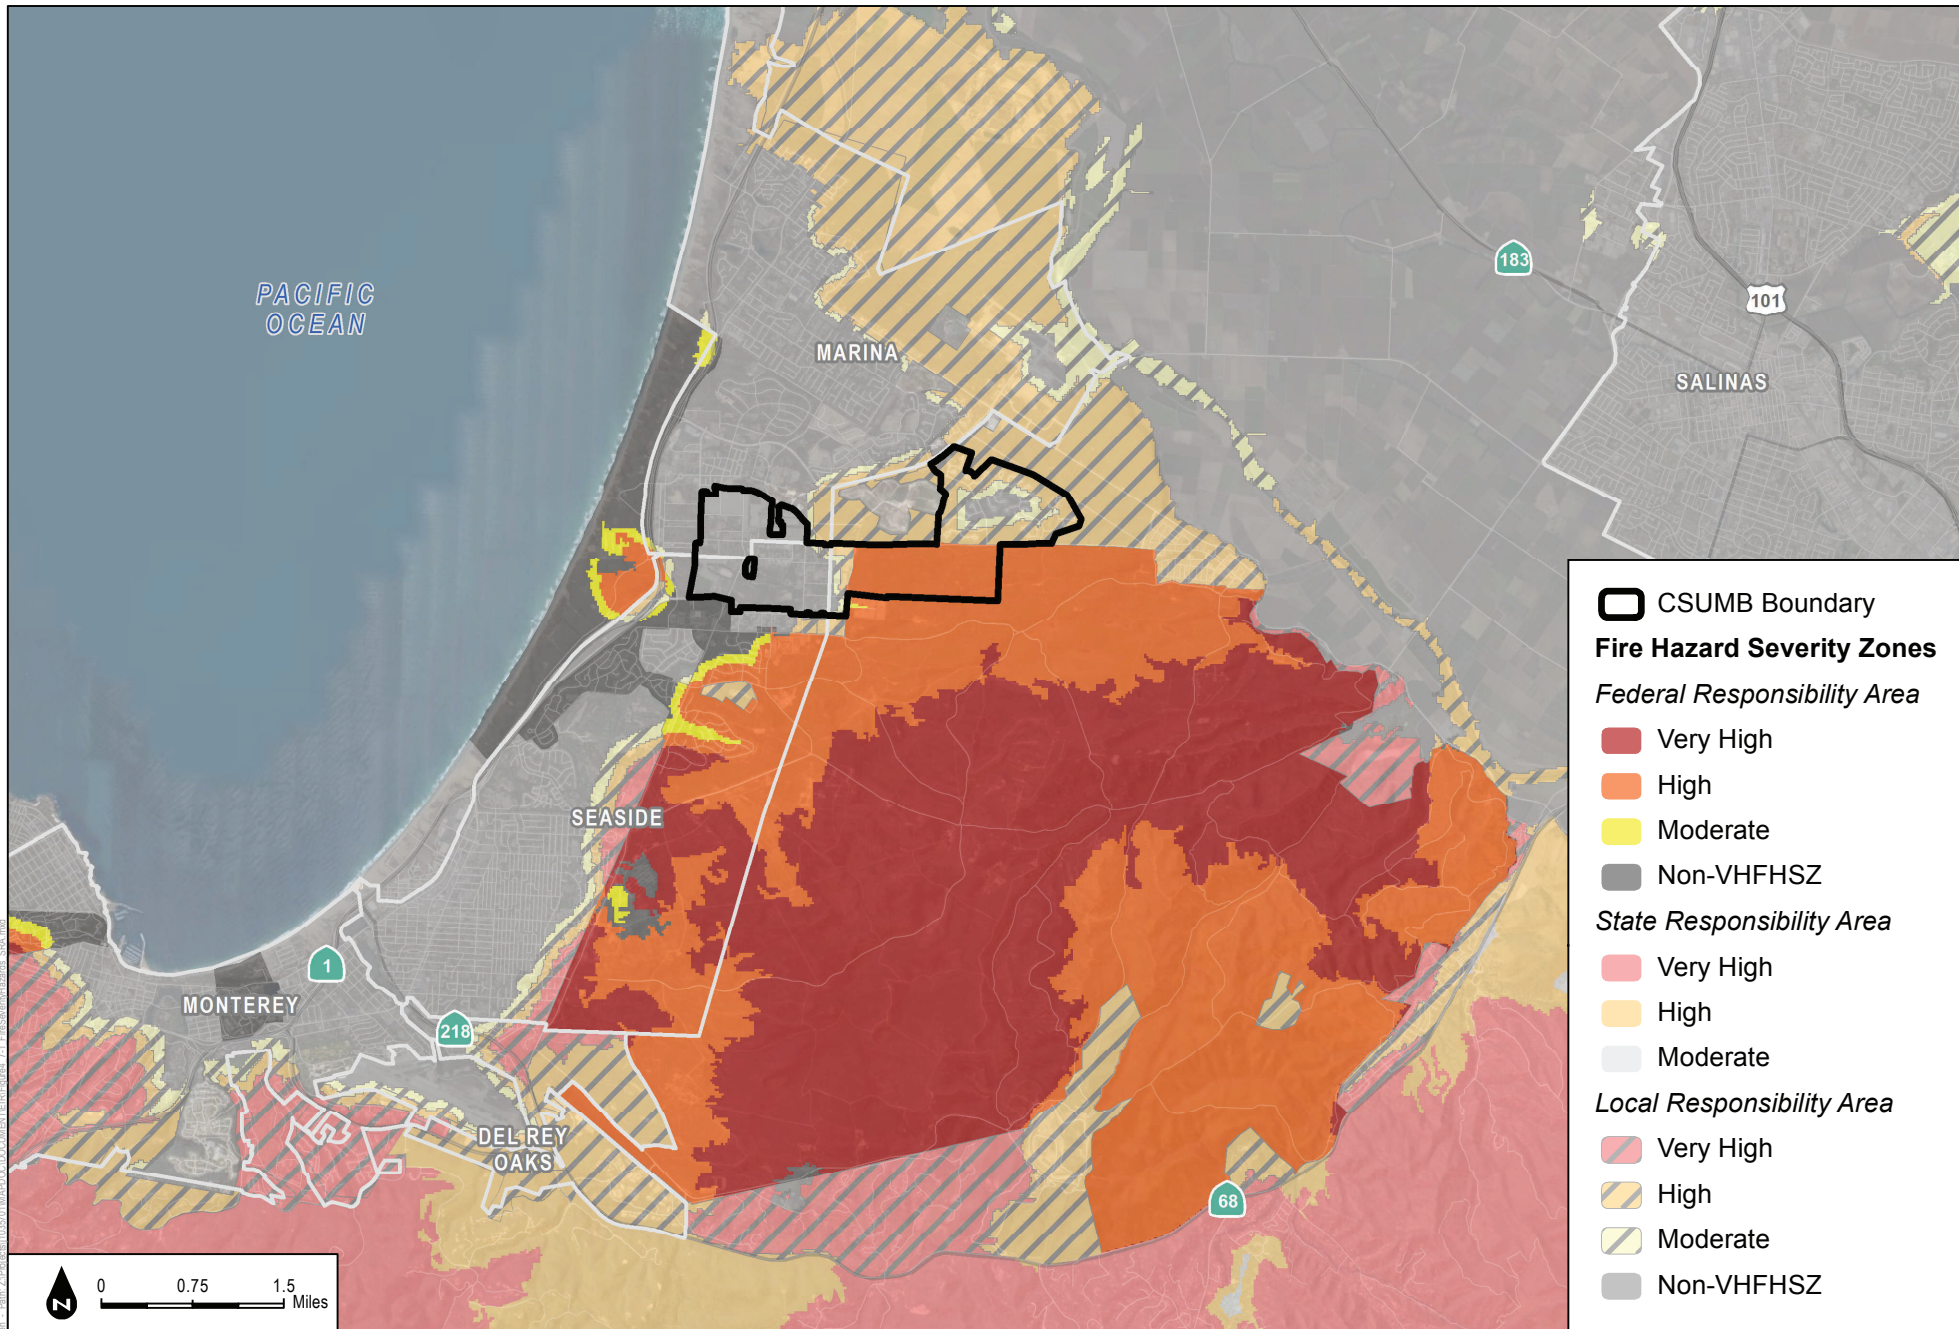 PACIFIC
OCEAN
MARINA
183
101
SALINAS
SEASIDE
1
MONTEREY
218
DEL REY
OAKS
68
CSUMB Boundary
Fire Hazard Severity Zones
Federal Responsibility Area
Very High
High
Moderate
Non-VHFHSZ
State Responsibility Area
Very High
High
Moderate
Local Responsibility Area
Very High
High
Moderate
Non-VHFHSZ
N
0 0.75 1.5
Miles